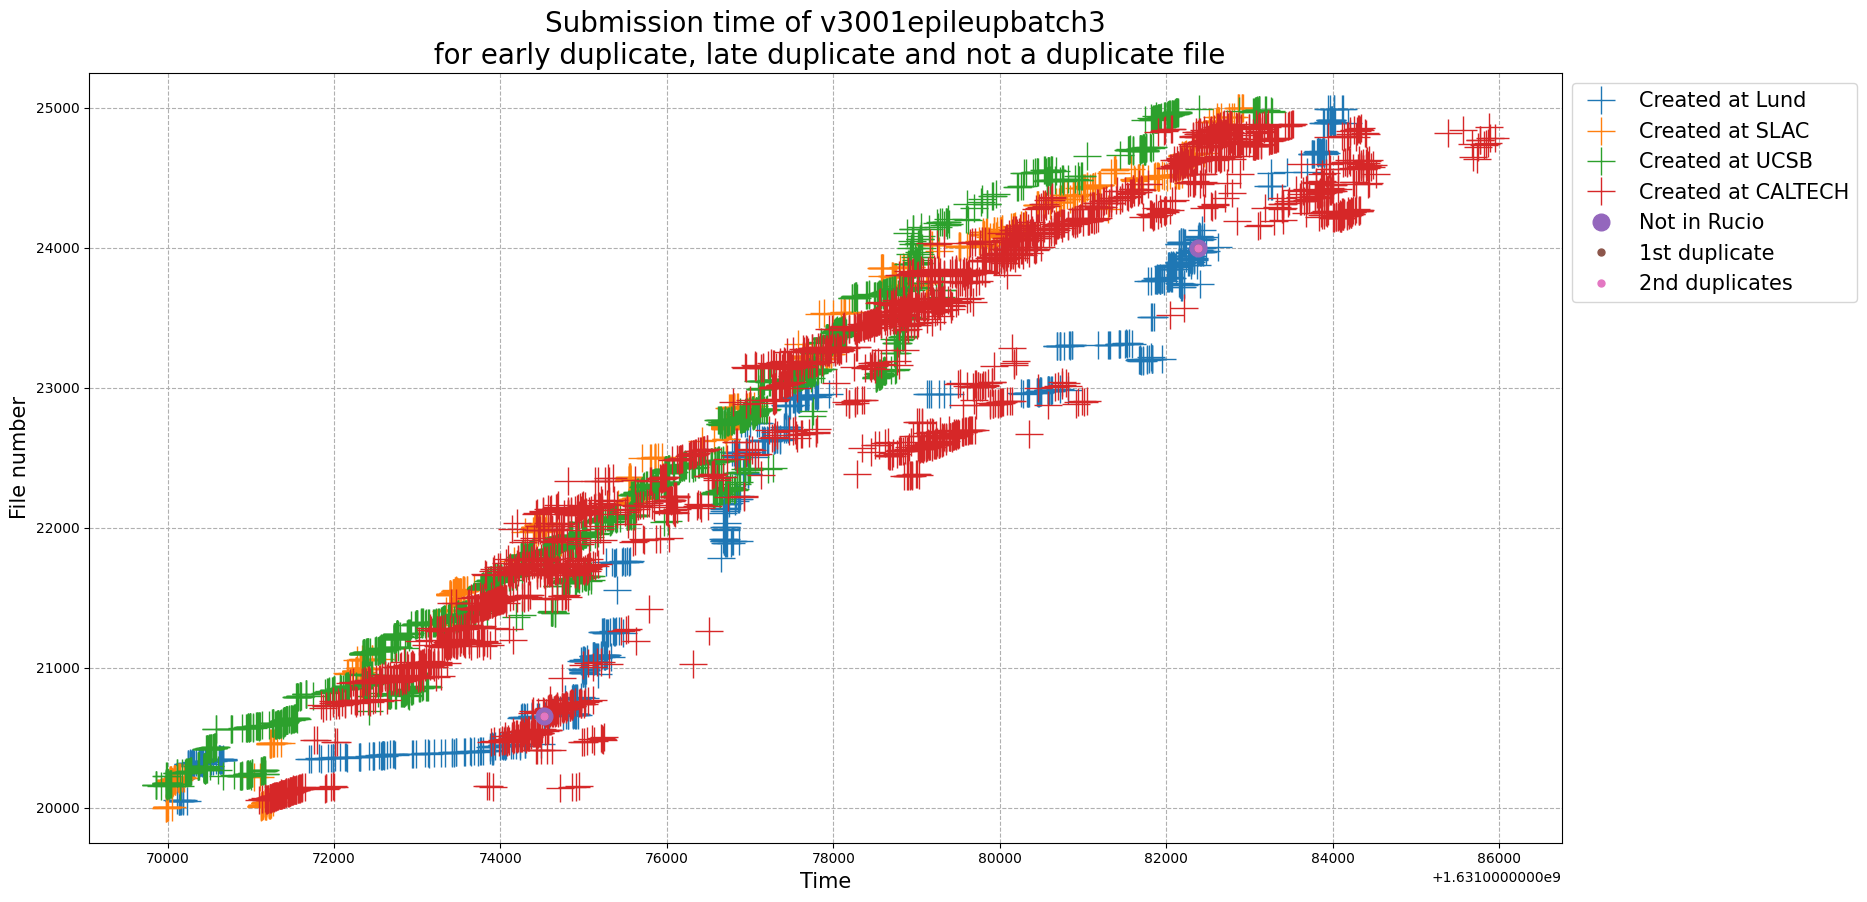 Submission time of v3001epileupbatch3
for early duplicate, late duplicate and not a duplicate file
25000
24000
23000
22000
21000
20000
File number
70000 72000 74000 76000 78000 80000 82000 84000 86000
Time
+1.6310000000e9
Created at Lund
Created at SLAC
Created at UCSB
Created at CALTECH
Not in Rucio
1st duplicate
2nd duplicates